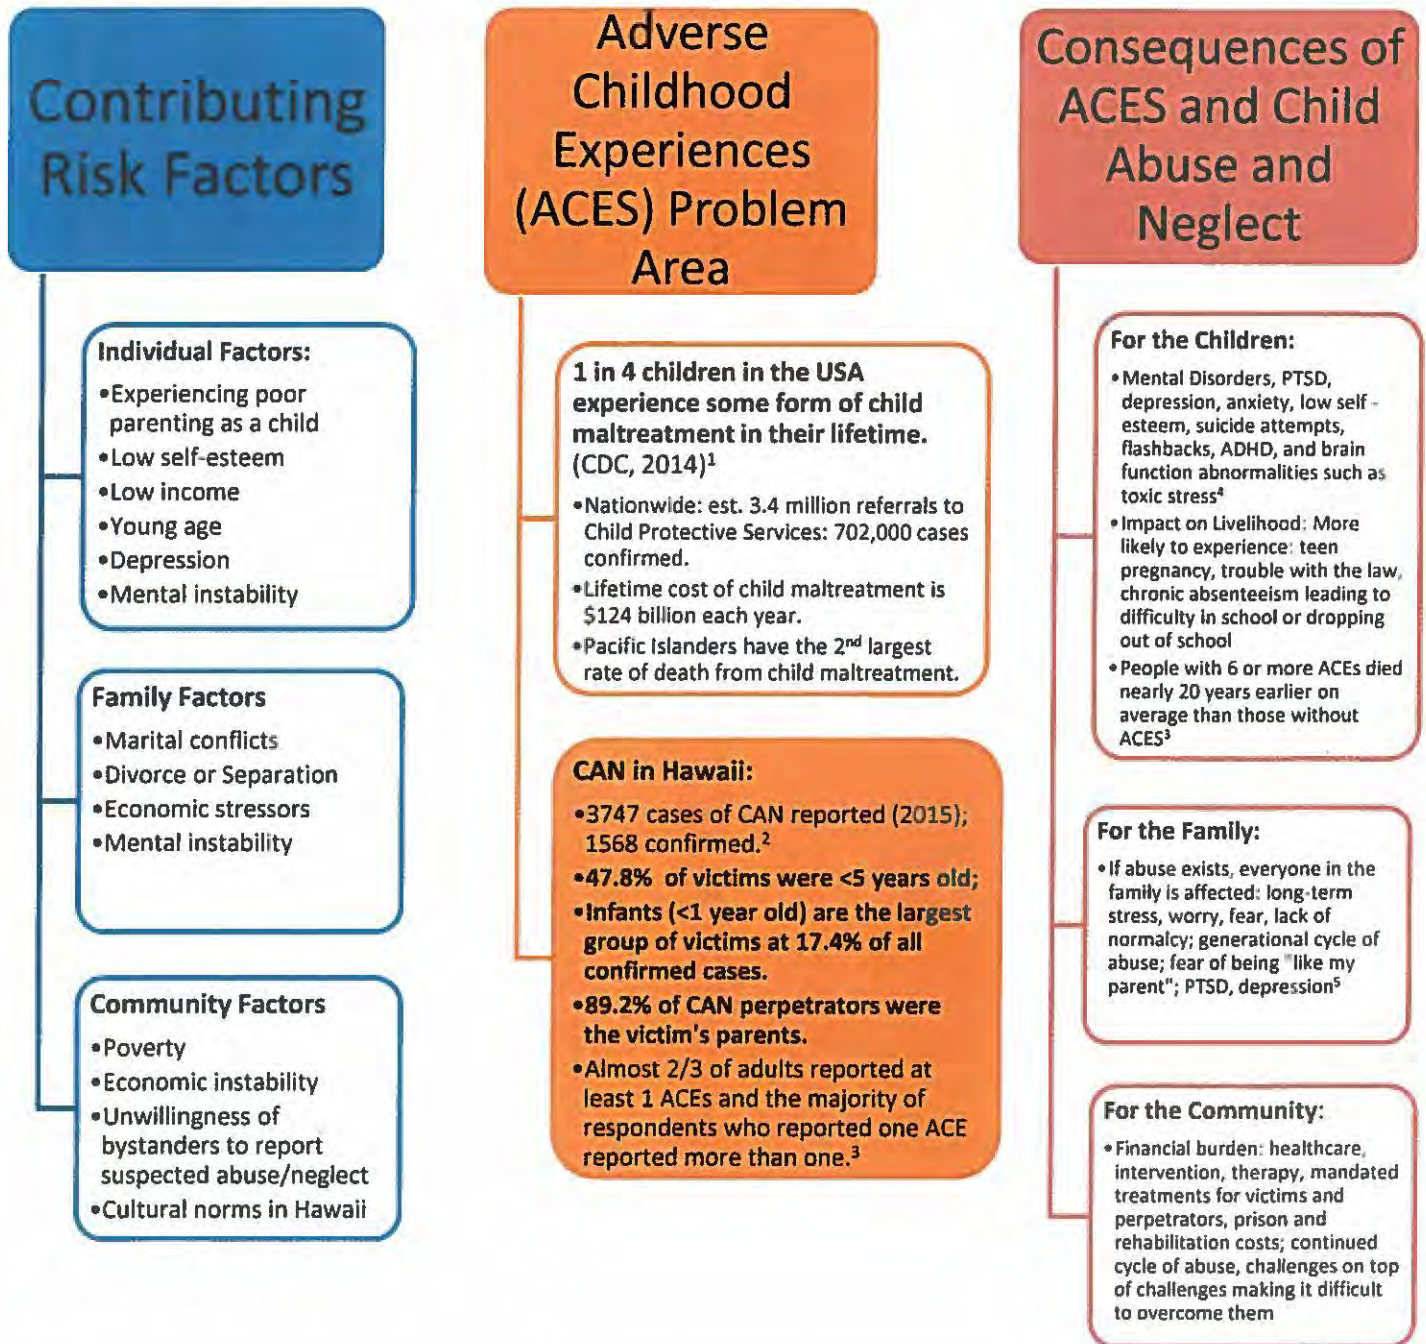 Contributing
Risk Factors
Individual Factors:
•Experiencing poor
parenting as a child
•Low self-esteem
•Low income
•Young age
•Depression
•Mental instability
Family Factors
•Marital conflicts
•Divorce or Separation
•Economic stressors
•Mental instability
Community Factors
•Poverty
•Economic instability
•Unwillingness of
bystanders to report
suspected abuse/neglect
•Cultural norms in Hawaii
Adverse
Childhood
Experiences
(ACES) Problem
Area
1 in 4 children in the USA
experience some form of child
maltreatment in their lifetime.
(CDC, 2014)¹
•Nationwide: est. 3.4 million referrals to
Child Protective Services: 702,000 cases
confirmed.
•Lifetime cost of child maltreatment is
$124 billion each year.
•Pacific Islanders have the 2ⁿᵈ largest
rate of death from child maltreatment.
CAN in Hawaii:
•3747 cases of CAN reported (2015);
1568 confirmed.²
•47.8% of victims were <5 years old;
•Infants (<1 year old) are the largest
group of victims at 17.4% of all
confirmed cases.
•89.2% of CAN perpetrators were
the victim's parents.
•Almost 2/3 of adults reported at
least 1 ACEs and the majority of
respondents who reported one ACE
reported more than one.³
Consequences of
ACES and Child
Abuse and
Neglect
For the Children:
•Mental Disorders, PTSD,
depression, anxiety, low self -
esteem, suicide attempts,
flashbacks, ADHD, and brain
function abnormalities such as
toxic stress⁴
•Impact on Livelihood: More
likely to experience: teen
pregnancy, trouble with the law,
chronic absenteeism leading to
difficulty in school or dropping
out of school
•People with 6 or more ACEs died
nearly 20 years earlier on
average than those without
ACES³
For the Family:
•If abuse exists, everyone in the
family is affected: long-term
stress, worry, fear, lack of
normalcy; generational cycle of
abuse; fear of being "like my
parent"; PTSD, depression⁵
For the Community:
•Financial burden: healthcare,
intervention, therapy, mandated
treatments for victims and
perpetrators, prison and
rehabilitation costs; continued
cycle of abuse, challenges on top
of challenges making it difficult
to overcome them